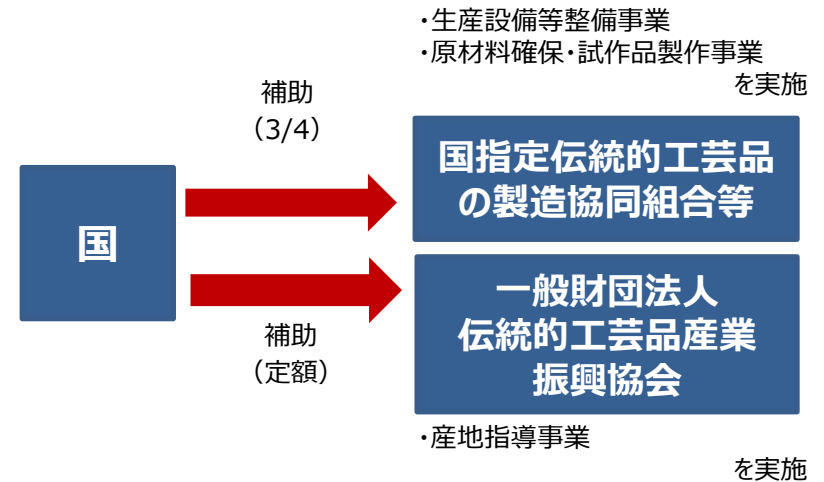 ・生産設備等整備事業
・原材料確保・試作品製作事業
を実施
補助
（3/4）
国指定伝統的工芸品
の製造協同組合等
国
一般財団法人
伝統的工芸品産業
振興協会
補助
（定額）
・産地指導事業
を実施